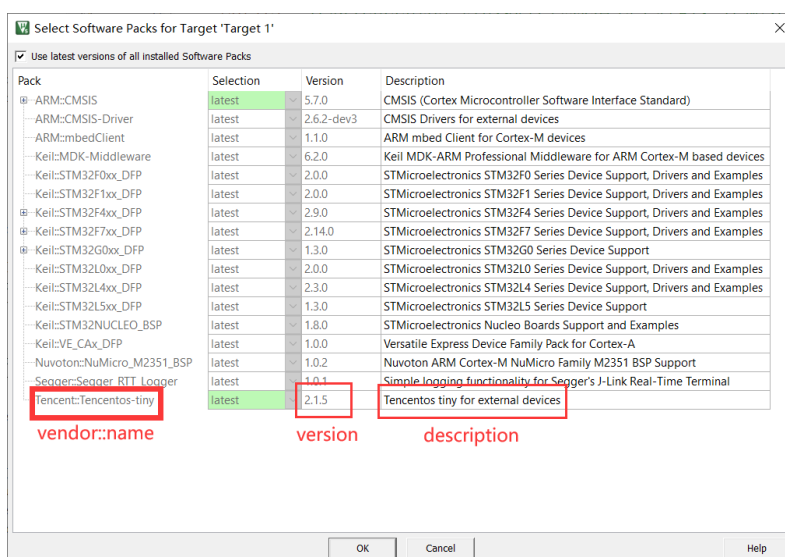 Select Software Packs for Target 'Target 1'
Use latest versions of all installed Software Packs
Pack Selection Version Description
ARM::CMSIS latest 5.7.0 CMSIS (Cortex Microcontroller Software Interface Standard)
ARM::CMSIS-Driver latest 2.6.2-dev3 CMSIS Drivers for external devices
ARM::mbedClient latest 1.1.0 ARM mbed Client for Cortex-M devices
Keil::MDK-Middleware latest 6.2.0 Keil MDK-ARM Professional Middleware for ARM Cortex-M based devices
Keil::STM32F0xx_DFP latest 2.0.0 STMicroelectronics STM32F0 Series Device Support, Drivers and Examples
Keil::STM32F1xx_DFP latest 2.0.0 STMicroelectronics STM32F1 Series Device Support, Drivers and Examples
Keil::STM32F4xx_DFP latest 2.9.0 STMicroelectronics STM32F4 Series Device Support, Drivers and Examples
Keil::STM32F7xx_DFP latest 2.14.0 STMicroelectronics STM32F7 Series Device Support, Drivers and Examples
Keil::STM32G0xx_DFP latest 1.3.0 STMicroelectronics STM32G0 Series Device Support
Keil::STM32L0xx_DFP latest 2.0.0 STMicroelectronics STM32L0 Series Device Support, Drivers and Examples
Keil::STM32L4xx_DFP latest 2.3.0 STMicroelectronics STM32L4 Series Device Support, Drivers and Examples
Keil::STM32L5xx_DFP latest 1.3.0 STMicroelectronics STM32L5 Series Device Support
Keil::STM32NUCLEO_BSP latest 1.8.0 STMicroelectronics Nucleo Boards Support and Examples
Keil::VE_CAx_DFP latest 1.0.0 Versatile Express Device Family Pack for Cortex-A
Nuvoton::NuMicro_M2351_BSP latest 1.0.2 Nuvoton ARM Cortex-M NuMicro Family M2351 BSP Support
Segger::Segger_RTT_Logger latest 1.0.1 Simple logging functionality for Segger's J-Link Real-Time Terminal
Tencent::Tencentos-tiny latest 2.1.5 Tencentos tiny for external devices
vendor::name version description
OK Cancel Help